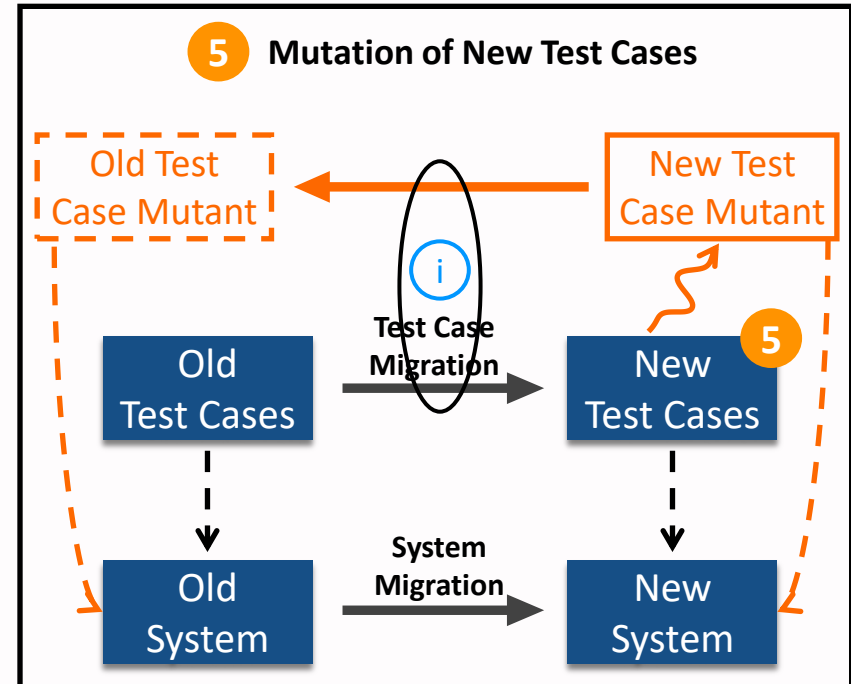 5 Mutation of New Test Cases
Old Test
Case Mutant
New Test
Case Mutant
i
Test Case
Migration
Old
Test Cases
5
New
Test Cases
System
Migration
Old
System
New
System